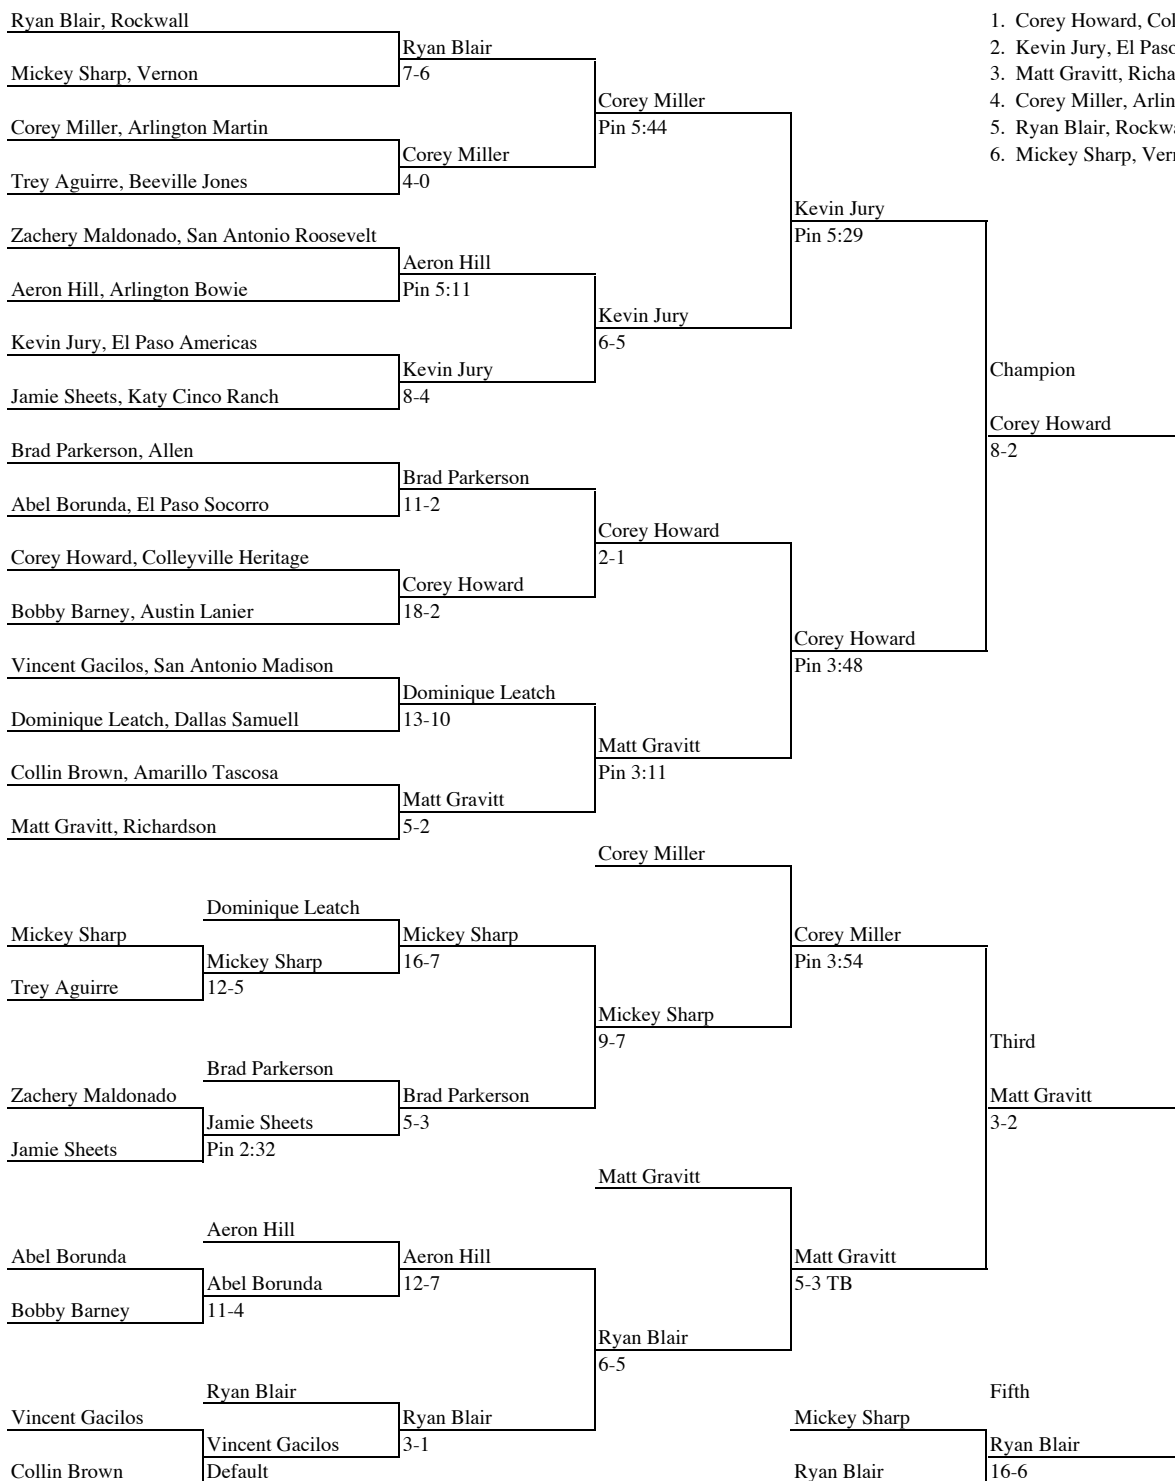 Ryan Blair, Rockwall
1. Corey Howard, Col
Ryan Blair
2. Kevin Jury, El Paso
Mickey Sharp, Vernon
7-6
3. Matt Gravitt, Richa
Corey Miller
4. Corey Miller, Arlin
Corey Miller, Arlington Martin
Pin 5:44
5. Ryan Blair, Rockwa
Corey Miller
6. Mickey Sharp, Ver
Trey Aguirre, Beeville Jones
4-0
Kevin Jury
Zachery Maldonado, San Antonio Roosevelt
Pin 5:29
Aeron Hill
Aeron Hill, Arlington Bowie
Pin 5:11
Kevin Jury
Kevin Jury, El Paso Americas
6-5
Kevin Jury
Champion
Jamie Sheets, Katy Cinco Ranch
8-4
Corey Howard
Brad Parkerson, Allen
8-2
Brad Parkerson
Abel Borunda, El Paso Socorro
11-2
Corey Howard
Corey Howard, Colleyville Heritage
2-1
Corey Howard
Bobby Barney, Austin Lanier
18-2
Corey Howard
Vincent Gacilos, San Antonio Madison
Pin 3:48
Dominique Leatch
Dominique Leatch, Dallas Samuell
13-10
Matt Gravitt
Collin Brown, Amarillo Tascosa
Pin 3:11
Matt Gravitt
Matt Gravitt, Richardson
5-2
Corey Miller
Dominique Leatch
Mickey Sharp
Mickey Sharp
Corey Miller
Mickey Sharp
16-7
Pin 3:54
Trey Aguirre
12-5
Mickey Sharp
9-7
Third
Brad Parkerson
Zachery Maldonado
Brad Parkerson
Matt Gravitt
Jamie Sheets
5-3
3-2
Jamie Sheets
Pin 2:32
Matt Gravitt
Aeron Hill
Abel Borunda
Aeron Hill
Matt Gravitt
Abel Borunda
12-7
5-3 TB
Bobby Barney
11-4
Ryan Blair
6-5
Ryan Blair
Fifth
Vincent Gacilos
Ryan Blair
Mickey Sharp
Vincent Gacilos
3-1
Ryan Blair
Collin Brown
Default
Ryan Blair
16-6